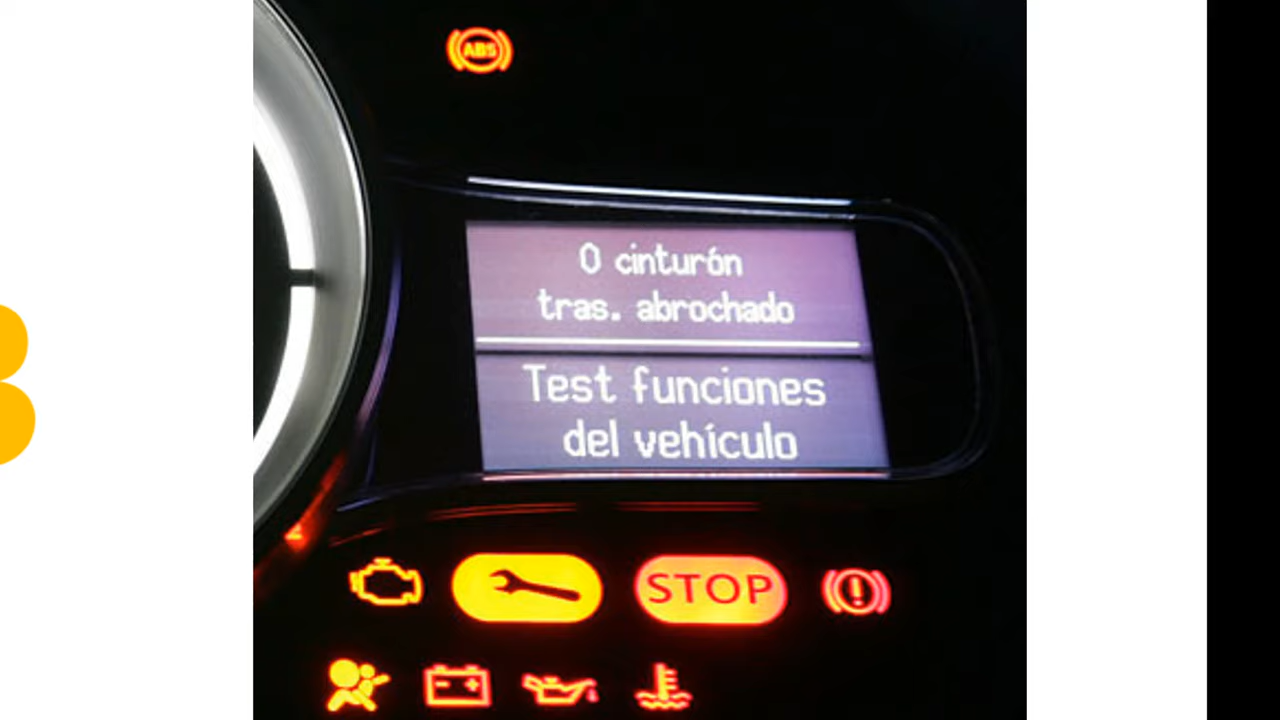 ABS
0 cinturón
tras. abrochado
Test funciones
del vehículo
STOP